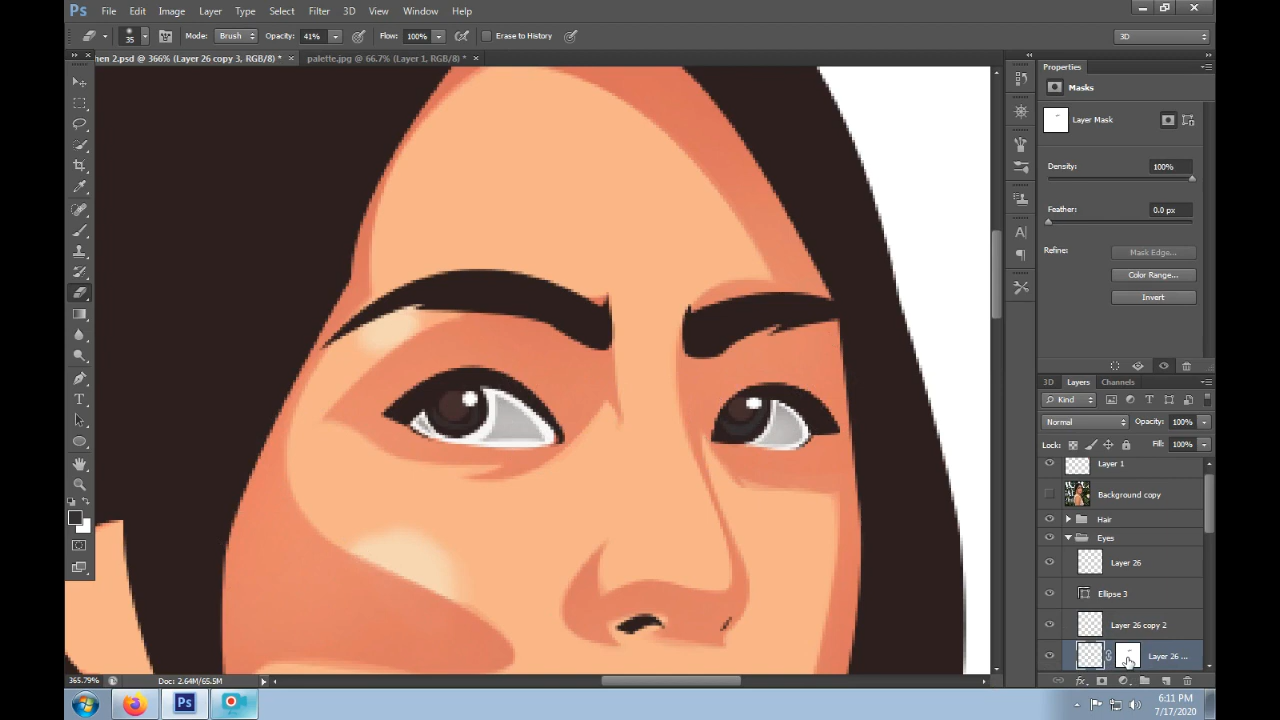 Ps File Edit Image Layer Type Select Filter 3D View Window Help
35 Mode: Brush Opacity: 41% Flow: 100% Erase to History 3D
hen 2.psd @ 366% (Layer 26 copy 3, RGB/8) * × palette.jpg @ 66.7% (Layer 1, RGB/8) * ×
Properties
Masks
Layer Mask
Density: 100%
Feather: 0.0 px
Refine: Mask Edge...
Color Range...
Invert
3D Layers Channels
Kind
Normal Opacity: 100%
Lock: Fill: 100%
Layer 1
Background copy
Hair
Eyes
Layer 26
Ellipse 3
Layer 26 copy 2
Layer 26 ...
365.79% Doc: 2.64M/65.5M
Ps 6:11 PM
7/17/2020